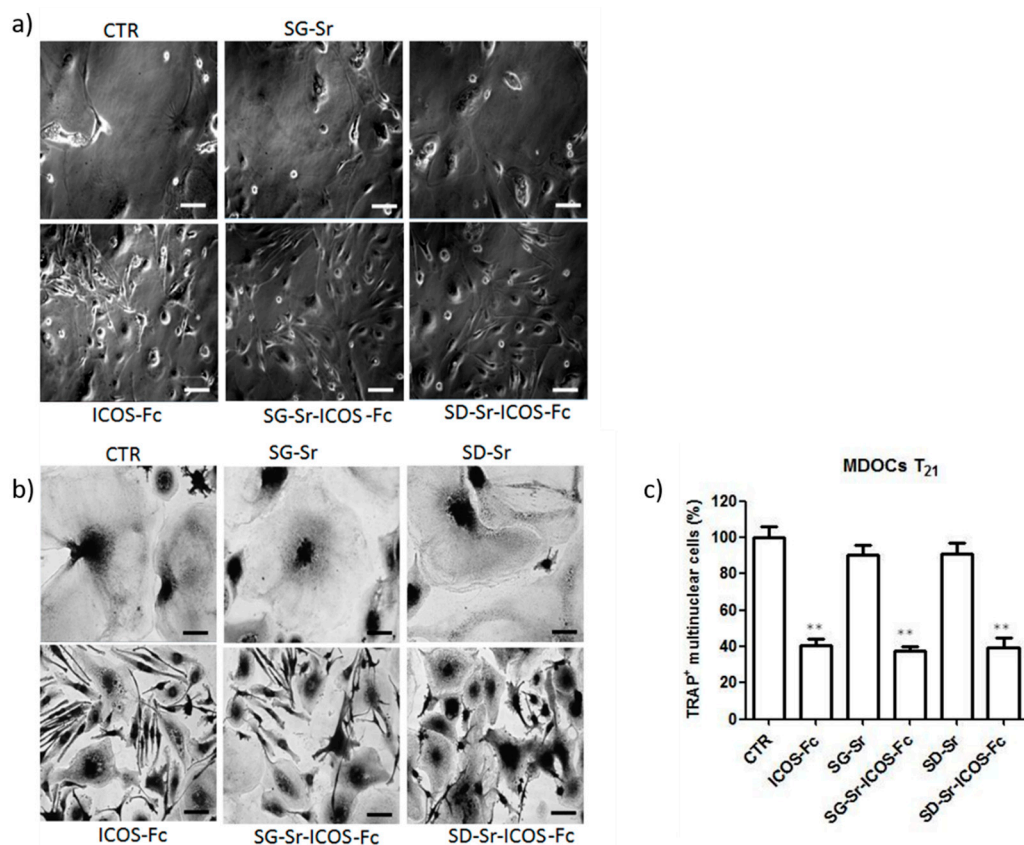 a)
CTR
SG-Sr
ICOS-Fc
SG-Sr-ICOS-Fc
SD-Sr-ICOS-Fc
b)
CTR
SG-Sr
SD-Sr
ICOS-Fc
SG-Sr-ICOS-Fc
SD-Sr-ICOS-Fc
c)
MDOCs T21
TRAP+ multinuclear cells (%)
120
100
80
60
40
20
0
**
**
**
CTR
ICOS-Fc
SG-Sr
SG-Sr-ICOS-Fc
SD-Sr
SD-Sr-ICOS-Fc